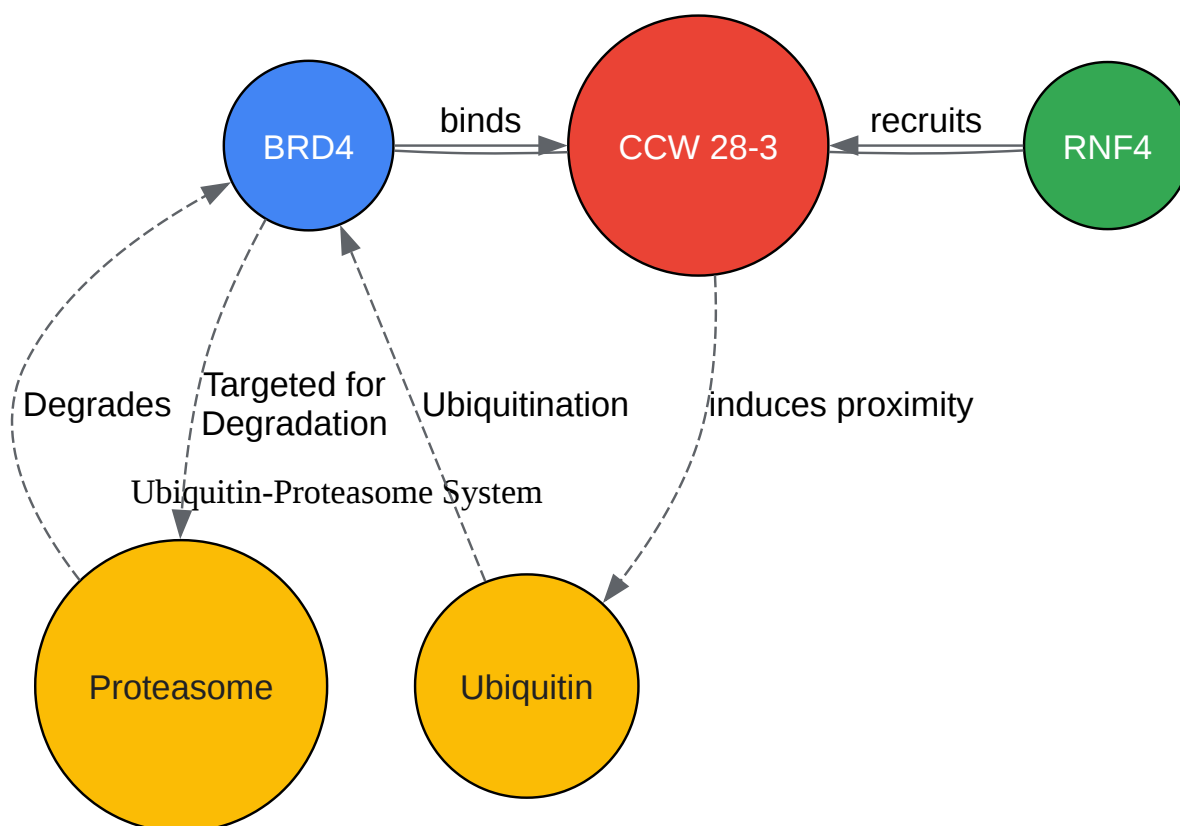 binds
recruits
BRD4
CCW 28-3
RNF4
Degrades
Targeted for
Degradation
Ubiquitination
induces proximity
Ubiquitin-Proteasome System
Proteasome
Ubiquitin